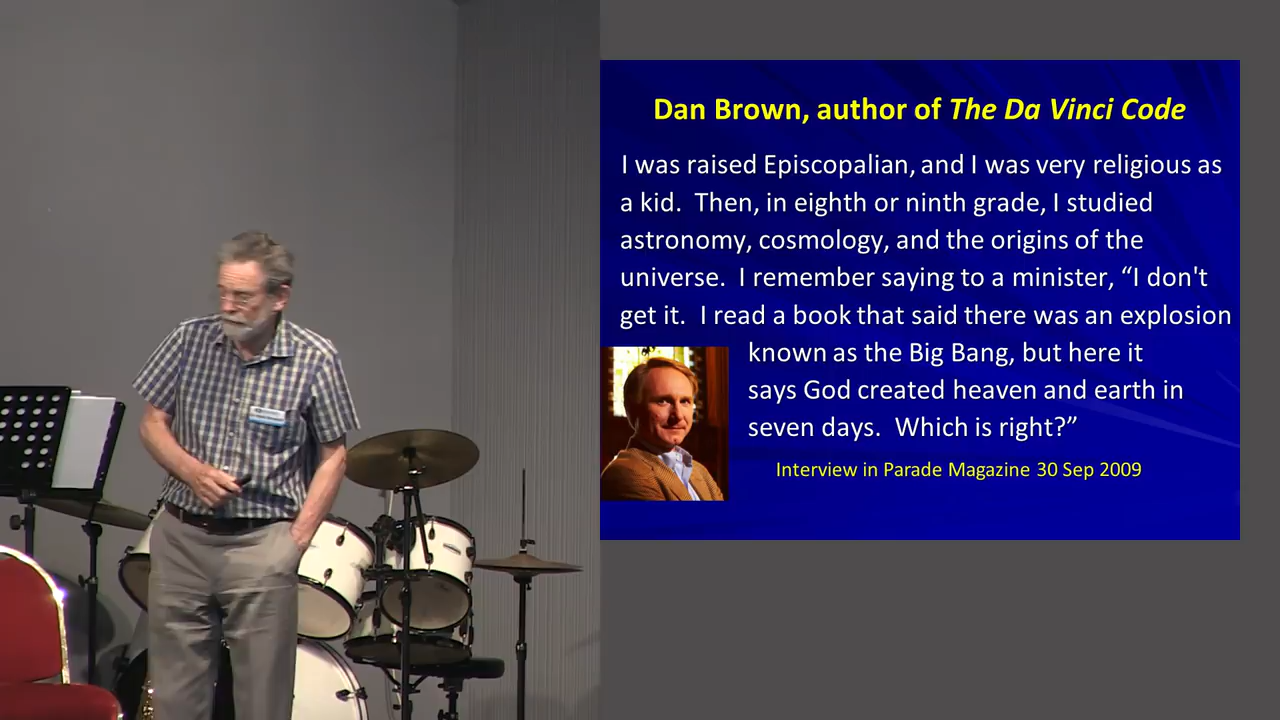 Dan Brown, author of The Da Vinci Code
I was raised Episcopalian, and I was very religious as
a kid.  Then, in eighth or ninth grade, I studied
astronomy, cosmology, and the origins of the
universe.  I remember saying to a minister, “I don't
get it.  I read a book that said there was an explosion
known as the Big Bang, but here it
says God created heaven and earth in
seven days.  Which is right?”
Interview in Parade Magazine 30 Sep 2009